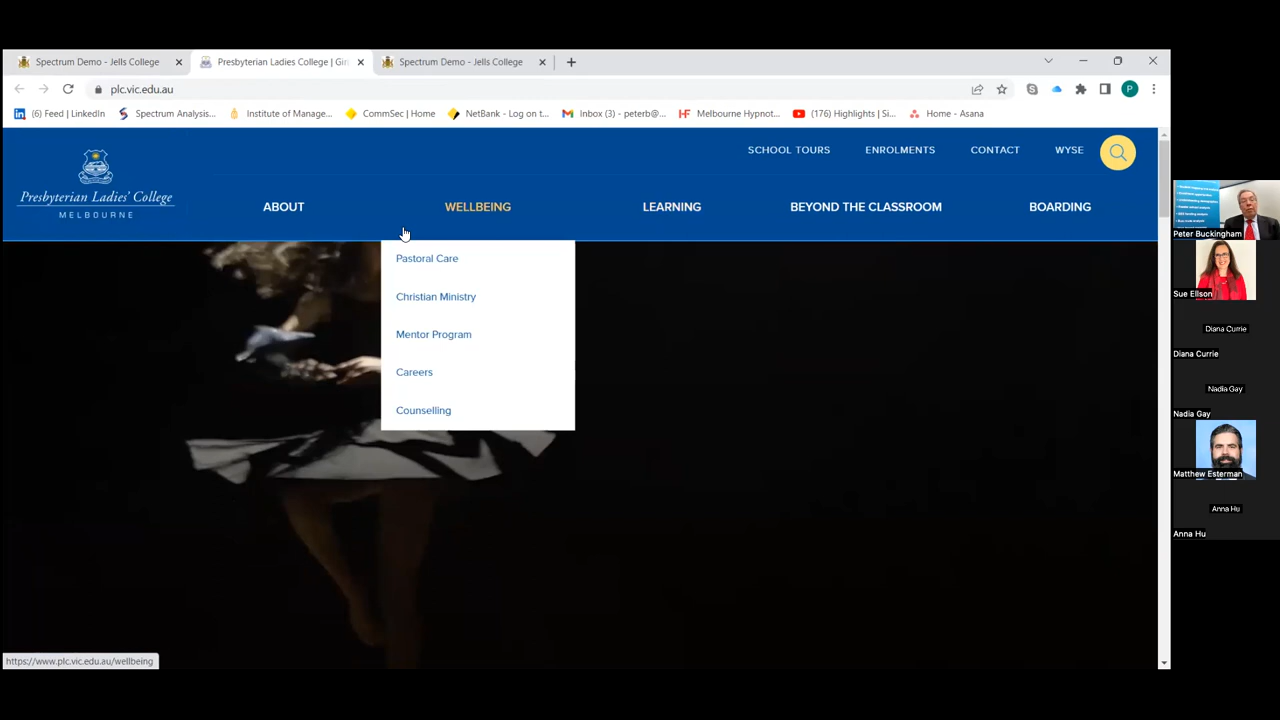 Spectrum Demo - Jells College
Presbyterian Ladies College | Gir
Spectrum Demo - Jells College
plc.vic.edu.au
P
(6) Feed | LinkedIn
Spectrum Analysis...
Institute of Manage...
CommSec | Home
NetBank - Log on t...
Inbox (3) - peterb@...
HF Melbourne Hypnot...
(176) Highlights | Si...
Home - Asana
SCHOOL TOURS
ENROLMENTS
CONTACT
WYSE
Presbyterian Ladies' College
MELBOURNE
ABOUT
WELLBEING
LEARNING
BEYOND THE CLASSROOM
BOARDING
Pastoral Care
Christian Ministry
Mentor Program
Careers
Counselling
https://www.plc.vic.edu.au/wellbeing
Peter Buckingham
Sue Ellson
Diana Currie
Diana Currie
Nadia Gay
Nadia Gay
Matthew Esterman
Anna Hu
Anna Hu